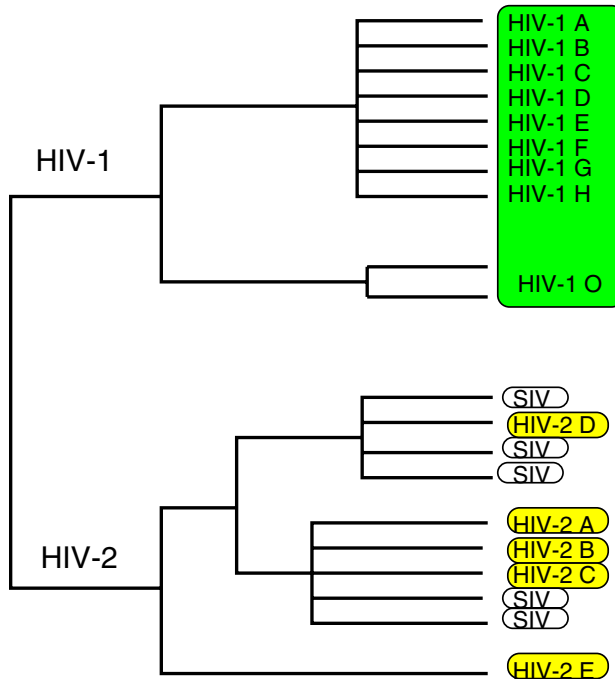 HIV-1 A
HIV-1 B
HIV-1 C
HIV-1 D
HIV-1 E
HIV-1 F
HIV-1 G
HIV-1 H
HIV-1
HIV-1 O
SIV
HIV-2 D
SIV
SIV
HIV-2 A
HIV-2 B
HIV-2
HIV-2 C
SIV
SIV
HIV-2 E